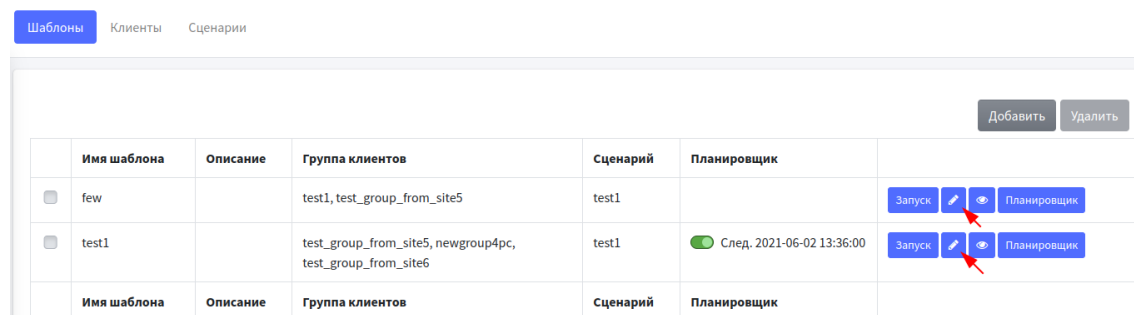 Шаблоны Клиенты Сценарии
Добавить Удалить
Имя шаблона Описание Группа клиентов Сценарий Планировщик
few test1, test_group_from_site5 test1 Запуск Планировщик
test1 test_group_from_site5, newgroup4pc, test1 След. 2021-06-02 13:36:00 Запуск Планировщик
test_group_from_site6
Имя шаблона Описание Группа клиентов Сценарий Планировщик